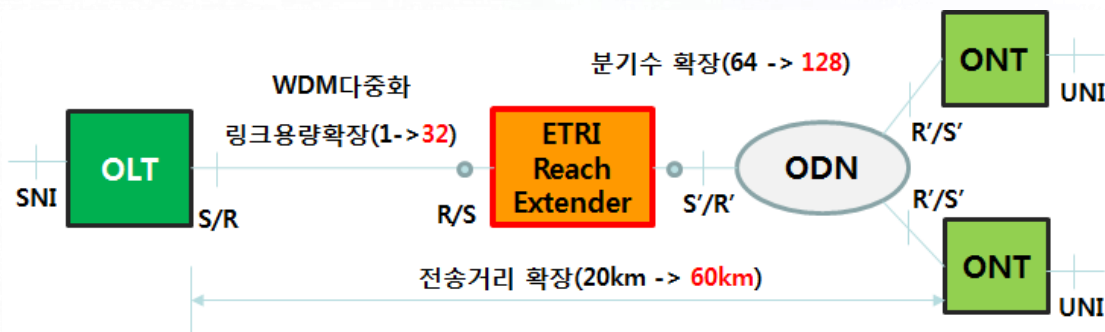 분기수 확장(64 -> 128)
ONT
UNI
WDM다중화
링크용량확장(1->32)
R'/S'
OLT
ETRI
Reach
Extender
ODN
SNI
S/R
R/S
S'/R'
R'/S'
전송거리 확장(20km -> 60km)
ONT
UNI